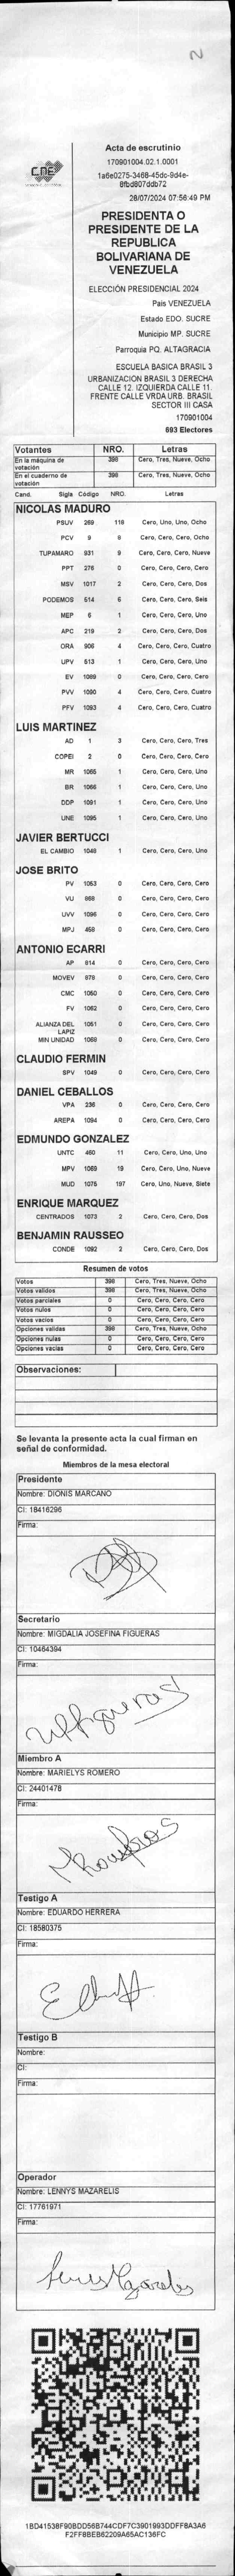 N
CNE
Acta de escrutinio
170901004.02.1.0001
1a6e0275-3468-45dc-9d4e-
8fbd807ddb72
28/07/2024 07:56:49 PM
PRESIDENTA O
PRESIDENTE DE LA
REPUBLICA
BOLIVARIANA DE
VENEZUELA
ELECCIÓN PRESIDENCIAL 2024
Pais VENEZUELA
Estado EDO. SUCRE
Municipio MP. SUCRE
Parroquia PQ. ALTAGRACIA
ESCUELA BASICA BRASIL 3
URBANIZACION BRASIL 3 DERECHA
CALLE 12. IZQUIERDA CALLE 11.
FRENTE CALLE VRDA URB. BRASIL
SECTOR III CASA
170901004
693 Electores
Votantes NRO. Letras
En la máquina de votación 398 Cero, Tres, Nueve, Ocho
En el cuaderno de votación 398 Cero, Tres, Nueve, Ocho
Cand. Sigla Código NRO. Letras
NICOLAS MADURO
PSUV 269 118 Cero, Uno, Uno, Ocho
PCV 9 8 Cero, Cero, Cero, Ocho
TUPAMARO 931 9 Cero, Cero, Cero, Nueve
PPT 276 0 Cero, Cero, Cero, Cero
MSV 1017 2 Cero, Cero, Cero, Dos
PODEMOS 514 6 Cero, Cero, Cero, Seis
MEP 6 1 Cero, Cero, Cero, Uno
APC 219 2 Cero, Cero, Cero, Dos
ORA 906 4 Cero, Cero, Cero, Cuatro
UPV 513 1 Cero, Cero, Cero, Uno
EV 1089 0 Cero, Cero, Cero, Cero
PVV 1090 4 Cero, Cero, Cero, Cuatro
PFV 1093 4 Cero, Cero, Cero, Cuatro
LUIS MARTINEZ
AD 1 3 Cero, Cero, Cero, Tres
COPEI 2 0 Cero, Cero, Cero, Cero
MR 1065 1 Cero, Cero, Cero, Uno
BR 1066 1 Cero, Cero, Cero, Uno
DDP 1091 1 Cero, Cero, Cero, Uno
UNE 1095 1 Cero, Cero, Cero, Uno
JAVIER BERTUCCI
EL CAMBIO 1048 1 Cero, Cero, Cero, Uno
JOSE BRITO
PV 1053 0 Cero, Cero, Cero, Cero
VU 868 0 Cero, Cero, Cero, Cero
UVV 1096 0 Cero, Cero, Cero, Cero
MPJ 458 0 Cero, Cero, Cero, Cero
ANTONIO ECARRI
AP 814 0 Cero, Cero, Cero, Cero
MOVEV 878 0 Cero, Cero, Cero, Cero
CMC 1050 0 Cero, Cero, Cero, Cero
FV 1052 0 Cero, Cero, Cero, Cero
ALIANZA DEL LAPIZ 1051 0 Cero, Cero, Cero, Cero
MIN UNIDAD 1068 0 Cero, Cero, Cero, Cero
CLAUDIO FERMIN
SPV 1049 0 Cero, Cero, Cero, Cero
DANIEL CEBALLOS
VPA 236 0 Cero, Cero, Cero, Cero
AREPA 1094 0 Cero, Cero, Cero, Cero
EDMUNDO GONZALEZ
UNTC 460 11 Cero, Cero, Uno, Uno
MPV 1069 19 Cero, Cero, Uno, Nueve
MUD 1075 197 Cero, Uno, Nueve, Siete
ENRIQUE MARQUEZ
CENTRADOS 1073 2 Cero, Cero, Cero, Dos
BENJAMIN RAUSSEO
CONDE 1092 2 Cero, Cero, Cero, Dos
Resumen de votos
Votos 398 Cero, Tres, Nueve, Ocho
Votos validos 398 Cero, Tres, Nueve, Ocho
Votos parciales 0 Cero, Cero, Cero, Cero
Votos nulos 0 Cero, Cero, Cero, Cero
Votos vacios 0 Cero, Cero, Cero, Cero
Opciones validas 398 Cero, Tres, Nueve, Ocho
Opciones nulas 0 Cero, Cero, Cero, Cero
Opciones vacias 0 Cero, Cero, Cero, Cero
Observaciones:
Se levanta la presente acta la cual firman en
señal de conformidad.
Miembros de la mesa electoral
Presidente
Nombre: DIONIS MARCANO
CI: 18416296
Firma:
Secretario
Nombre: MIGDALIA JOSEFINA FIGUERAS
CI: 10464394
Firma:
Miembro A
Nombre: MARIELYS ROMERO
CI: 24401478
Firma:
Testigo A
Nombre: EDUARDO HERRERA
CI: 18580375
Firma:
Testigo B
Nombre:
CI:
Firma:
Operador
Nombre: LENNYS MAZARELIS
CI: 17761971
Firma:
1BD41538F90BDD56B744CDF7C3901993DDFF8A3A6
F2FF8BEB62209A65AC136FC